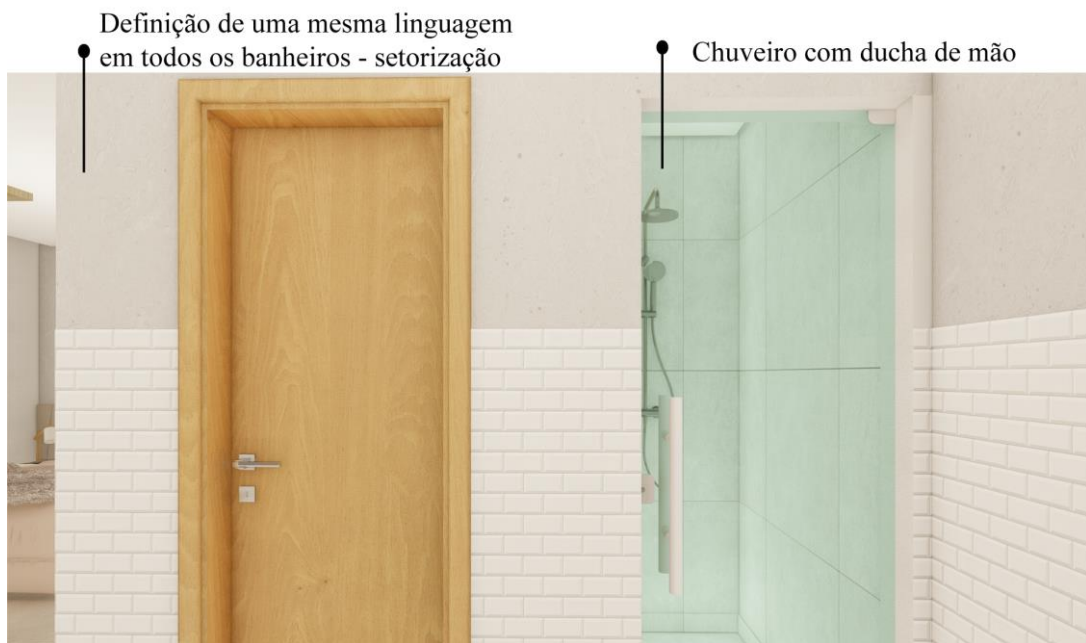 Definição de uma mesma linguagem
em todos os banheiros - setorização
Chuveiro com ducha de mão